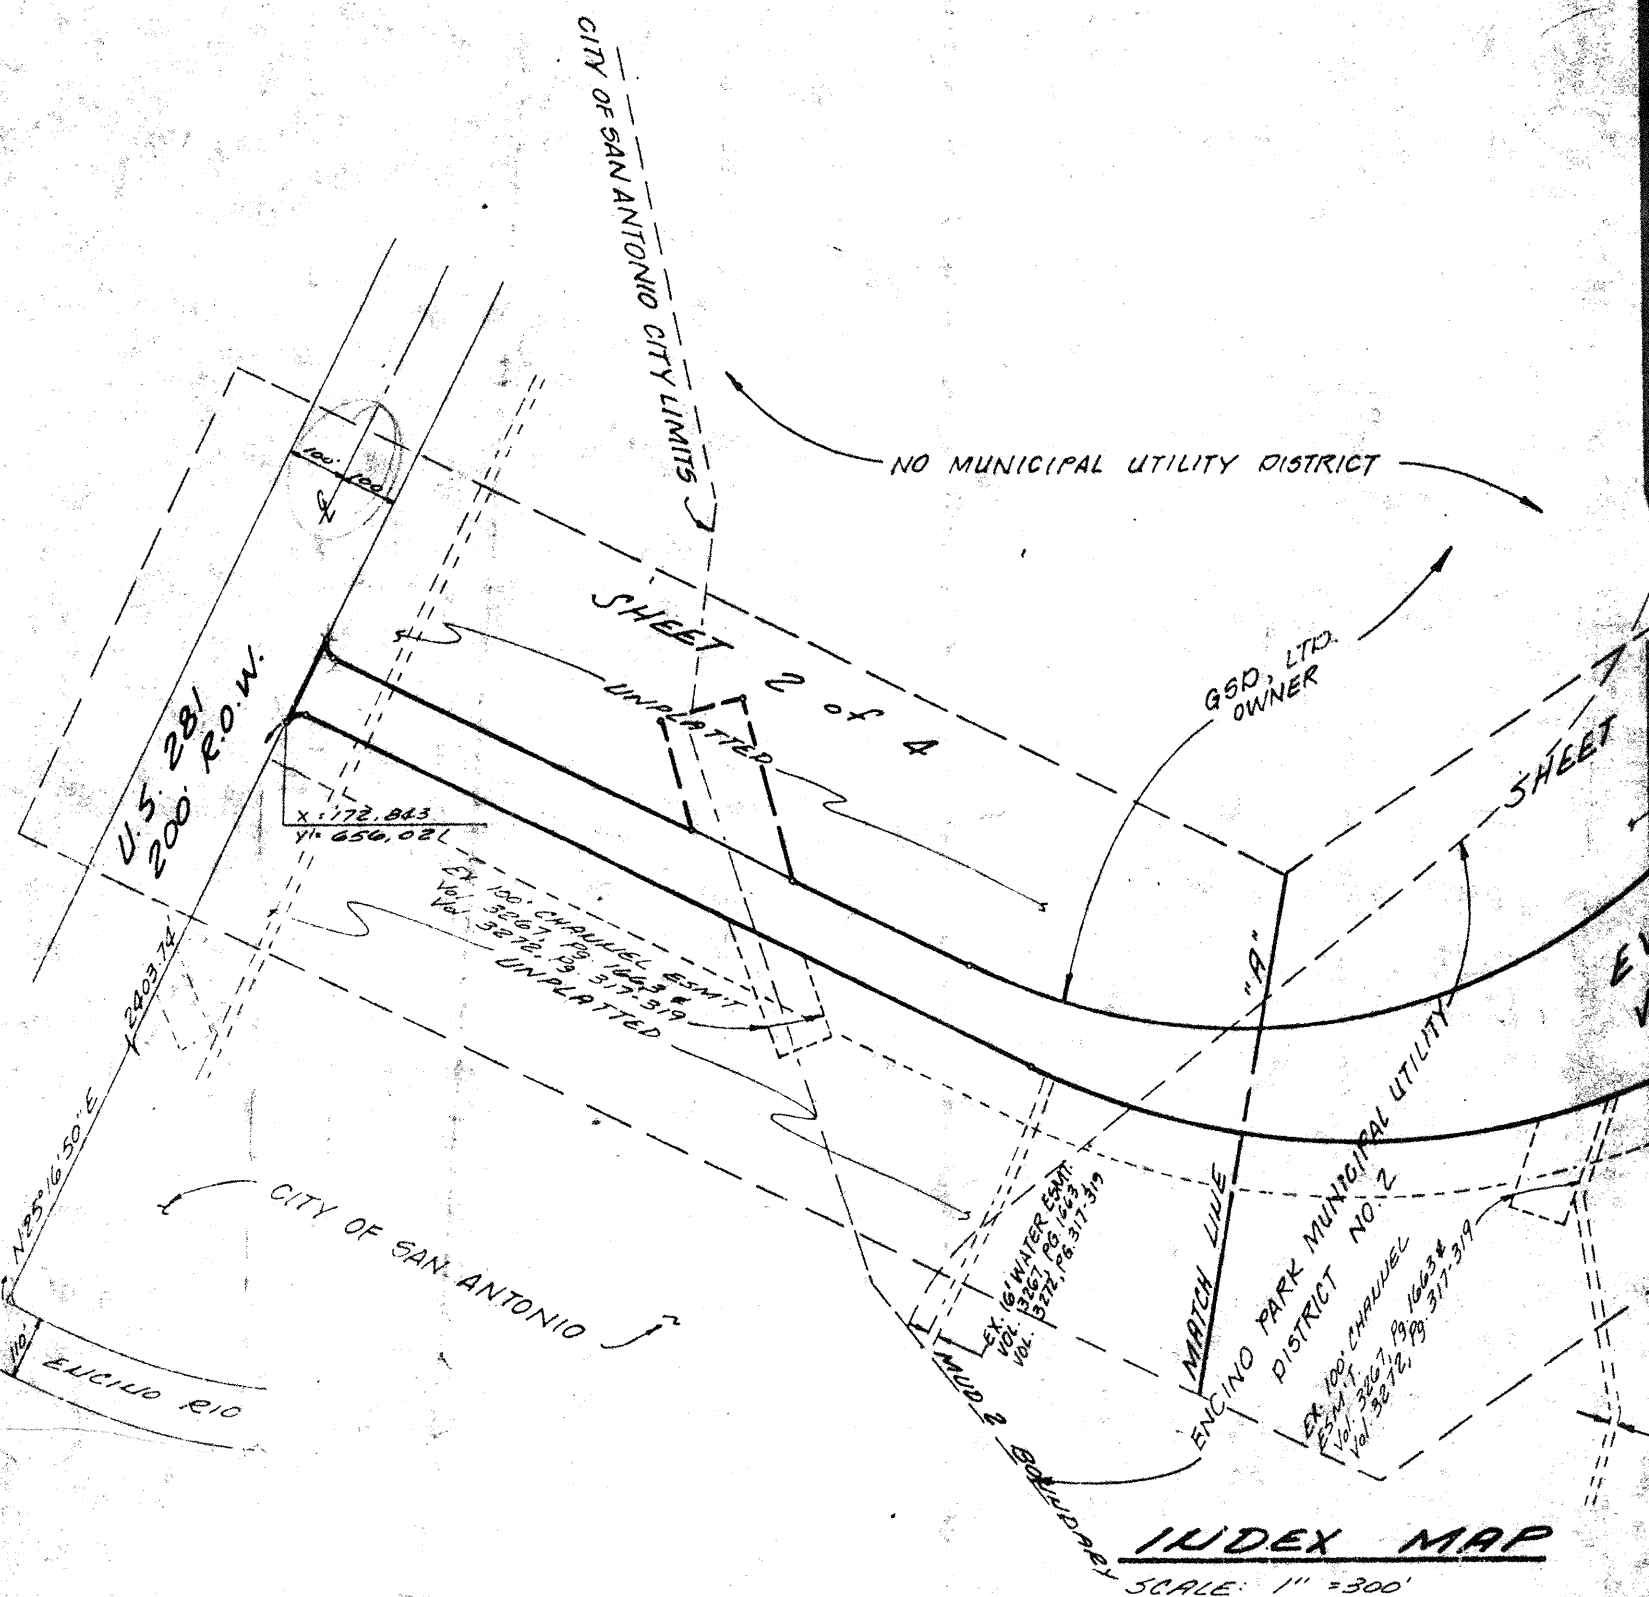 CITY OF SAN ANTONIO CITY LIMITS
NO MUNICIPAL UTILITY DISTRICT
100'
100'
SHEET 2 of 4
UNPLATTED
GSD, LTD.
OWNER
SHEET
U.S. 281
200' R.O.W.
X = 172,843
EX. 100' CHANNEL ESMT
Vol. 3267, Pg. 1663 &
Vol. 3272, Pg. 317-319
UNPLATTED
"A"
MATCH LINE
2403.74
N25°16'50"E
CITY OF SAN ANTONIO
110'
ENCINO RIO
EX. 16' WATER ESMT.
VOL. 3267, PG. 1663
VOL. 3272, PG. 317-319
ENCINO PARK MUNICIPAL UTILITY
DISTRICT NO. 2
EX. 100' CHANNEL
ESM'T.
Vol. 3267, Pg. 1663 &
Vol. 3272, Pg. 317-319
MUD 2 BOUNDARY
INDEX MAP
SCALE: 1" = 300'